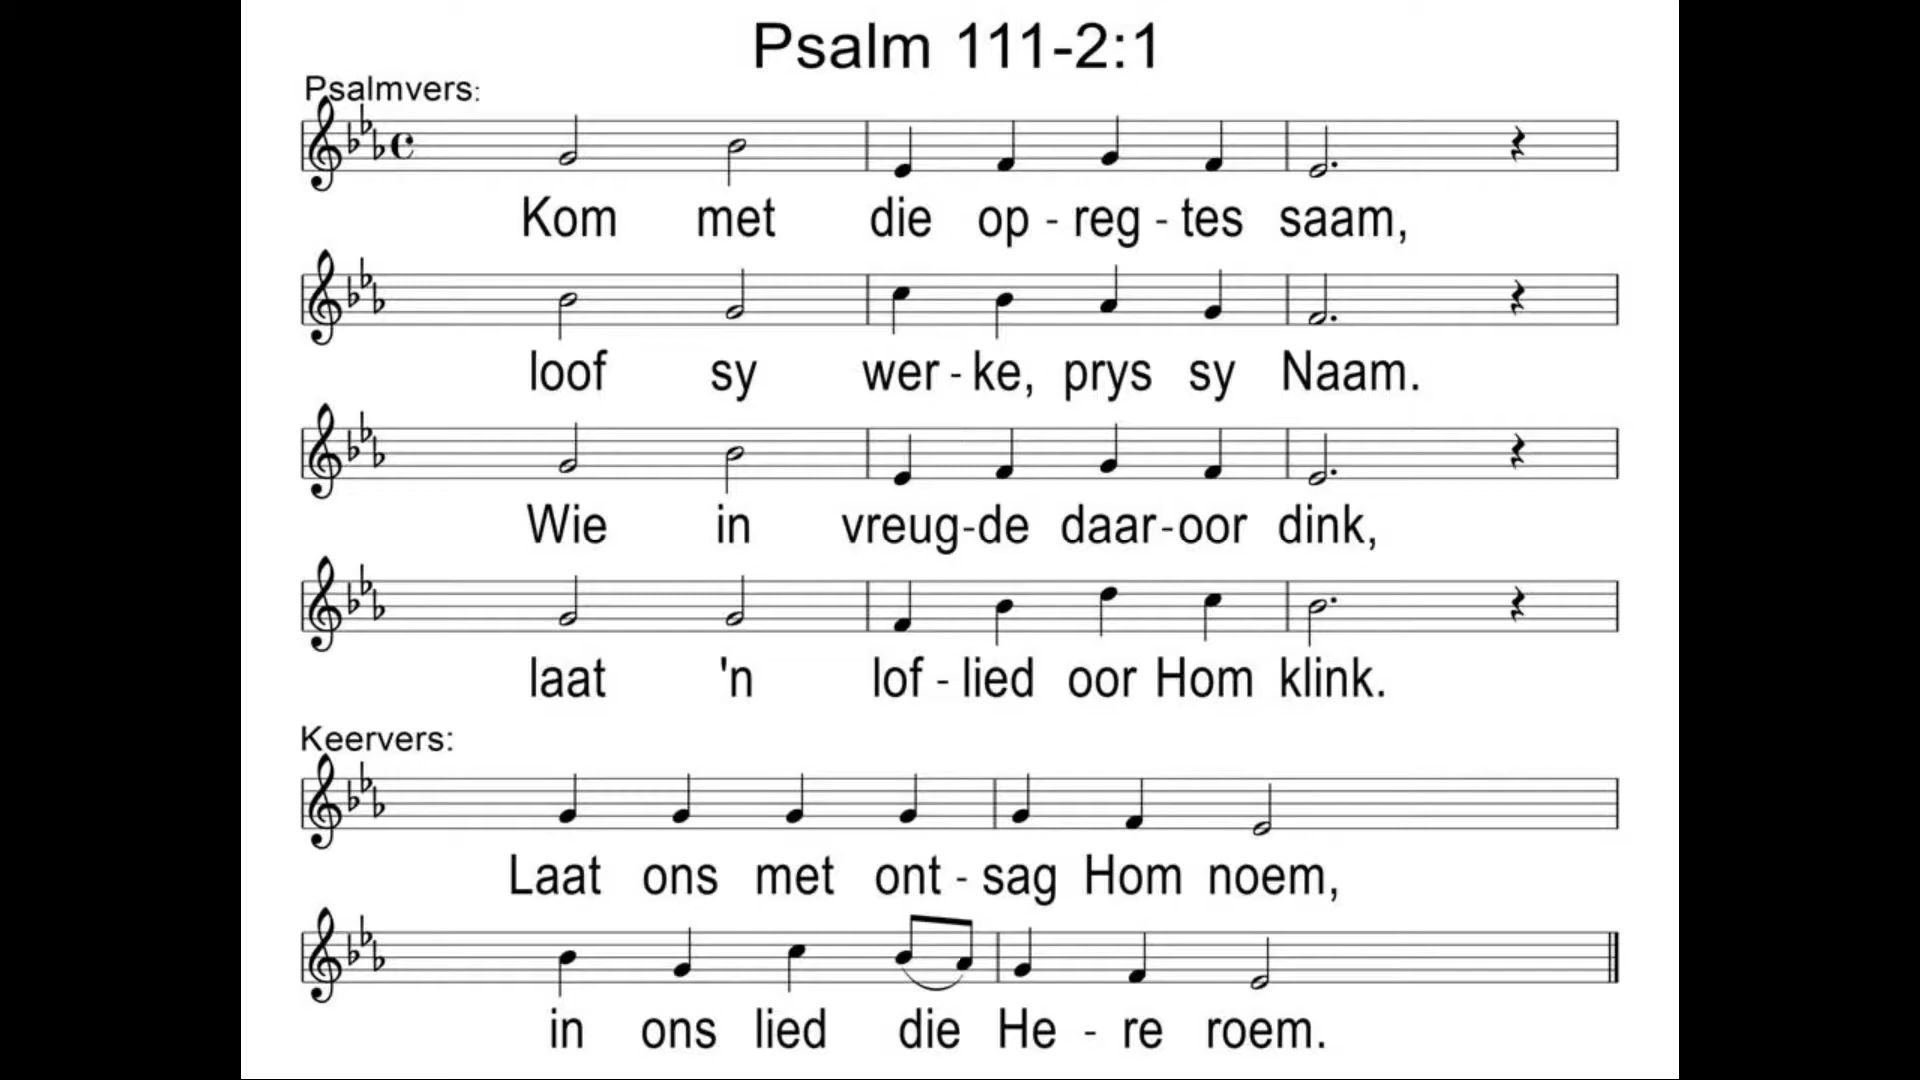 Psalm 111-2:1
Psalmvers:
Kom met die op - reg - tes saam,
loof sy wer - ke, prys sy Naam.
Wie in vreug-de daar-oor dink,
laat 'n lof - lied oor Hom klink.
Keervers:
Laat ons met ont - sag Hom noem,
in ons lied die He - re roem.